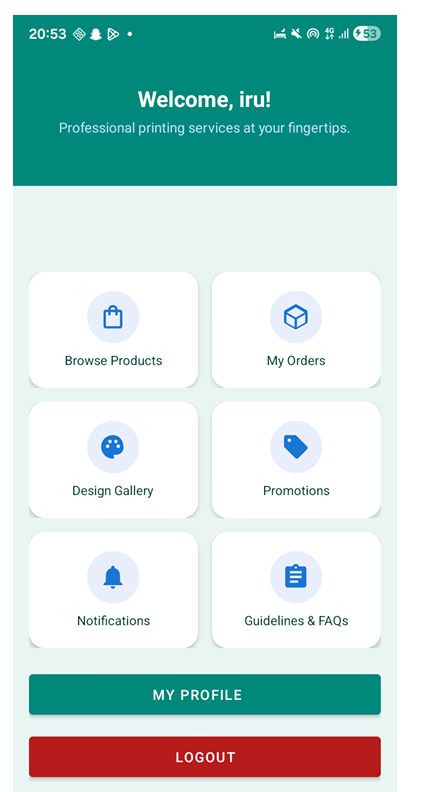 20:53
4G
53
Welcome, iru!
Professional printing services at your fingertips.
Browse Products
My Orders
Design Gallery
Promotions
Notifications
Guidelines & FAQs
MY PROFILE
LOGOUT